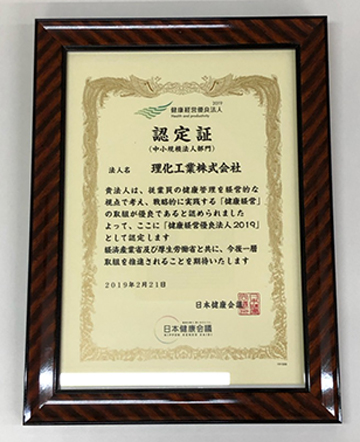 2019
健康経営優良法人
Health and productivity
認定証
(中小規模法人部門)
法人名 理化工業株式会社
貴法人は、従業員の健康管理を経営的な
視点で考え、戦略的に実践する「健康経営」
の取組が優良であると認められました
よって、ここに「健康経営優良法人2019」
として認定します
経済産業省及び厚生労働省と共に、今後一層
取組を推進されることを期待いたします
2019年2月21日
日本健康会議
日本健康会議
NIPPON KENKO KAIGI